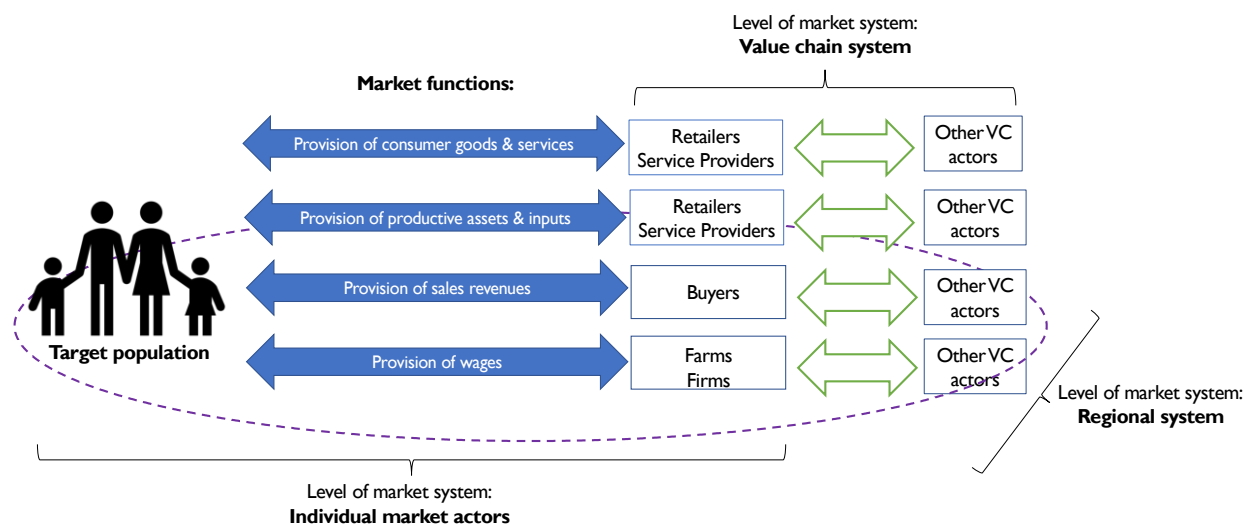 Level of market system:
Value chain system
Market functions:
Provision of consumer goods & services
Retailers
Service Providers
Other VC
actors
Provision of productive assets & inputs
Retailers
Service Providers
Other VC
actors
Provision of sales revenues
Buyers
Other VC
actors
Target population
Provision of wages
Farms
Firms
Other VC
actors
Level of market system:
Regional system
Level of market system:
Individual market actors